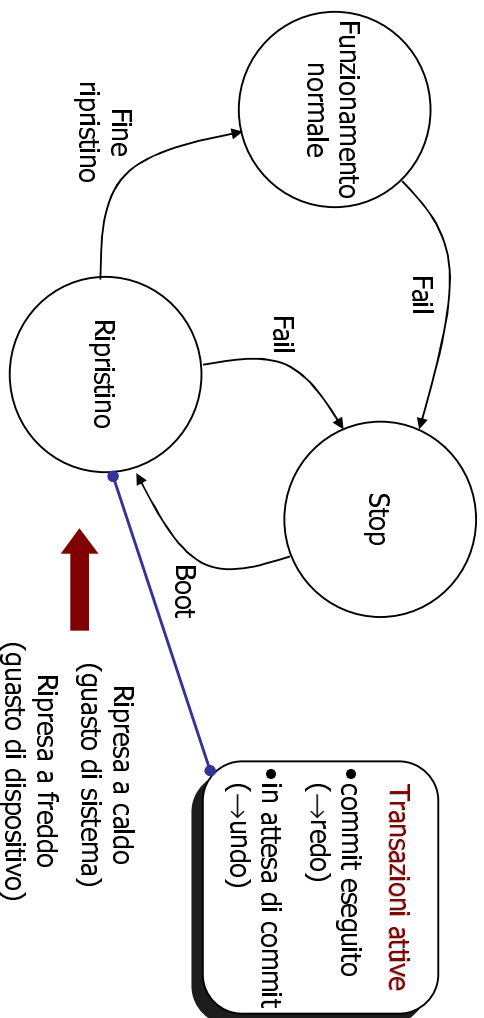 Funzionamento
normale
Fail
Stop
Fail
Ripristino
Fine
ripristino
Boot
Transazioni attive
• commit eseguito
(→redo)
• in attesa di commit
(→undo)
Ripresa a caldo
(guasto di sistema)
Ripresa a freddo
(guasto di dispositivo)